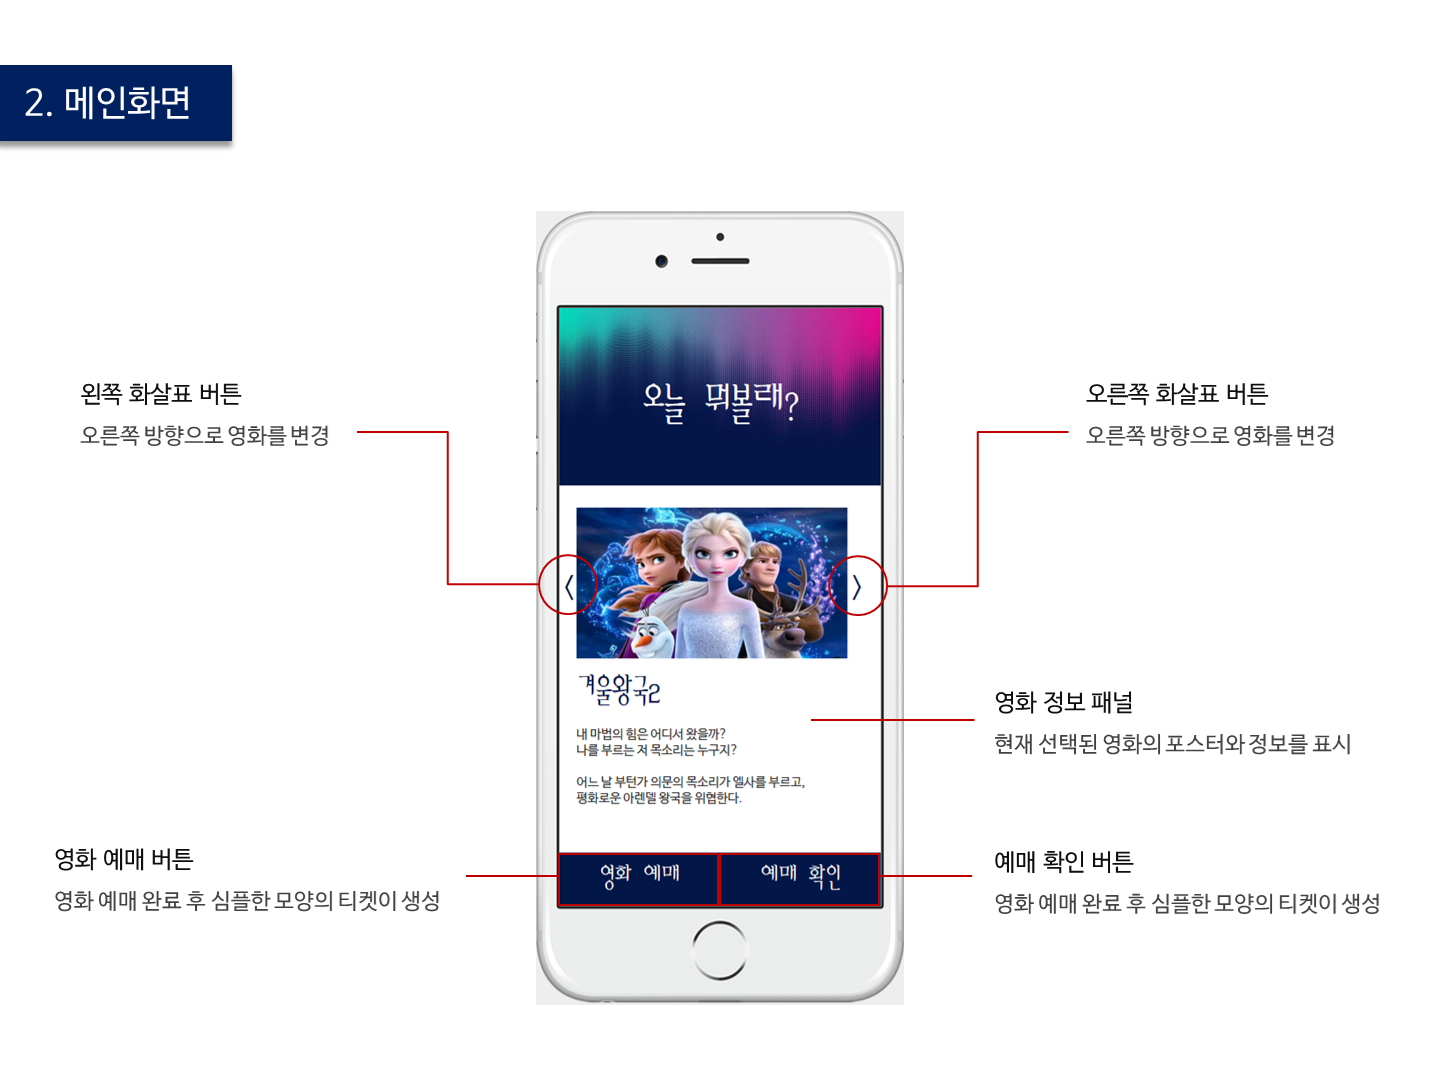 2. 메인화면
왼쪽 화살표 버튼
오른쪽 방향으로 영화를 변경
오른쪽 화살표 버튼
오른쪽 방향으로 영화를 변경
오늘 뭐볼래?
〈
〉
겨울왕국2
내 마법의 힘은 어디서 왔을까?
나를 부르는 저 목소리는 누구지?
어느 날 부턴가 의문의 목소리가 엘사를 부르고,
평화로운 아렌델 왕국을 위협한다.
영화 정보 패널
현재 선택된 영화의 포스터와 정보를 표시
영화 예매 버튼
영화 예매 완료 후 심플한 모양의 티켓이 생성
영화 예매
예매 확인
예매 확인 버튼
영화 예매 완료 후 심플한 모양의 티켓이 생성